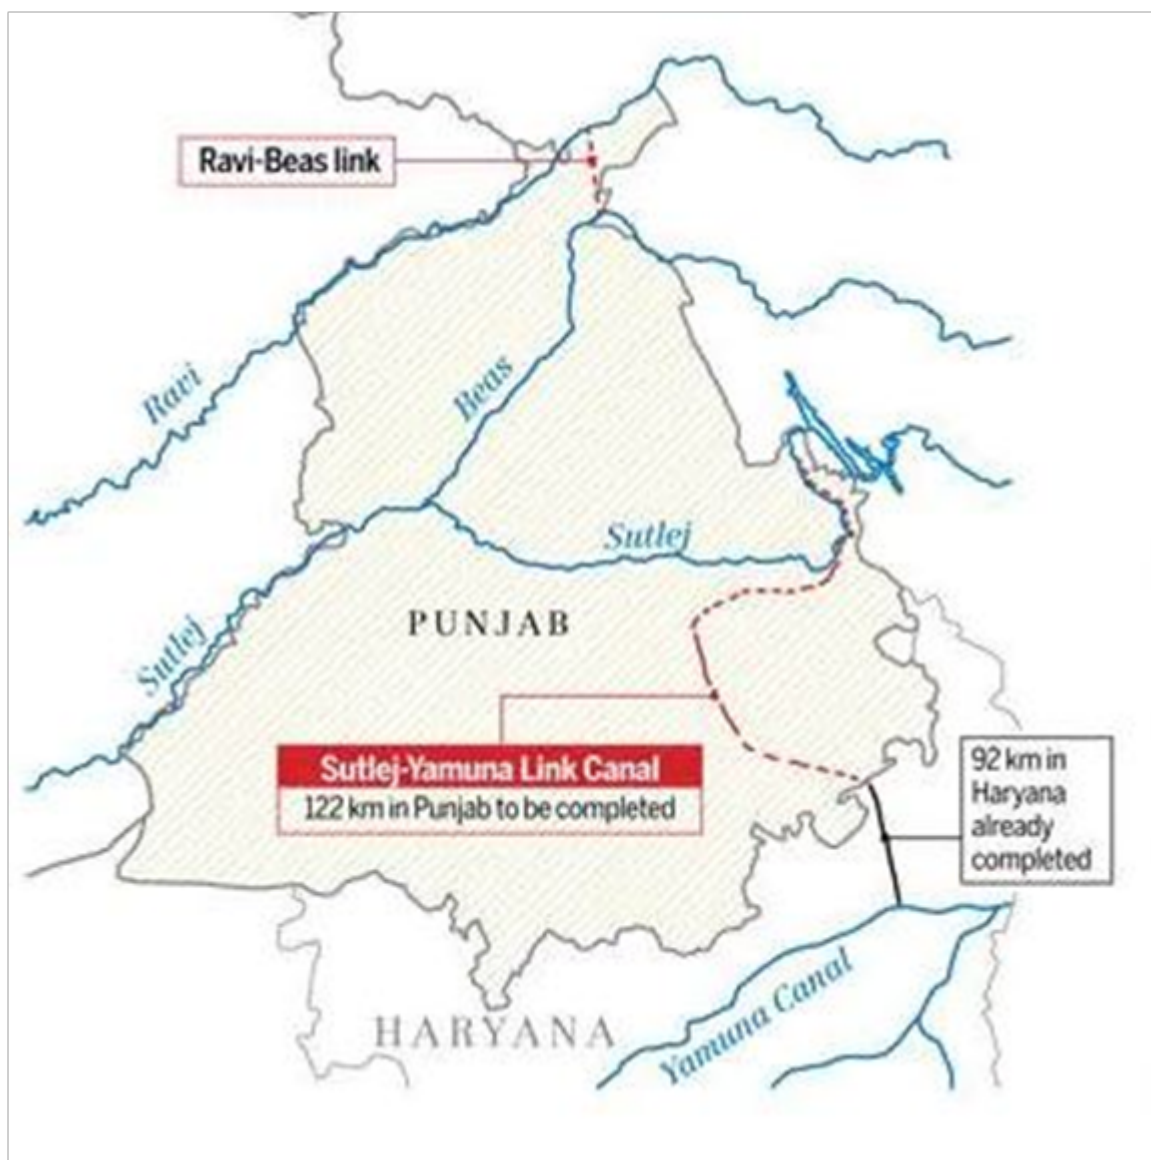 Ravi-Beas link
Ravi
Beas
Sutlej
PUNJAB
Sutlej
Sutlej-Yamuna Link Canal
122 km in Punjab to be completed
92 km in
Haryana
already
completed
Yamuna Canal
HARYANA